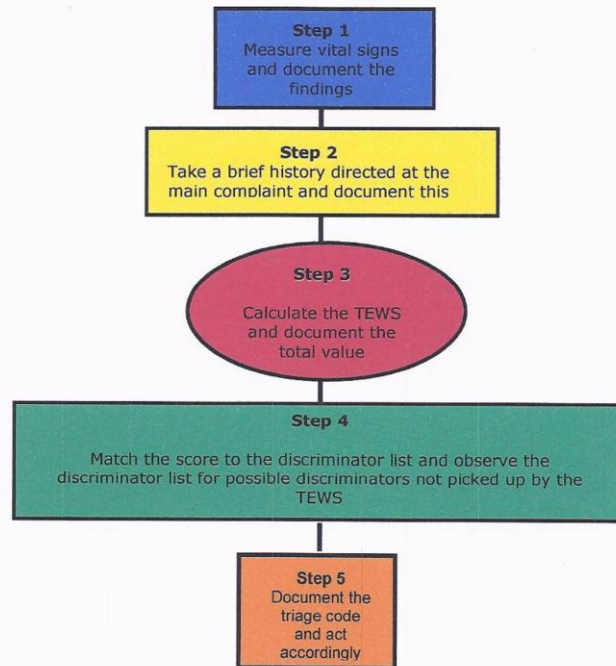 Step 1
Measure vital signs
and document the
findings
Step 2
Take a brief history directed at the
main complaint and document this
Step 3
Calculate the TEWS
and document the
total value
Step 4
Match the score to the discriminator list and observe the
discriminator list for possible discriminators not picked up by the
TEWS
Step 5
Document the
triage code
and act
accordingly